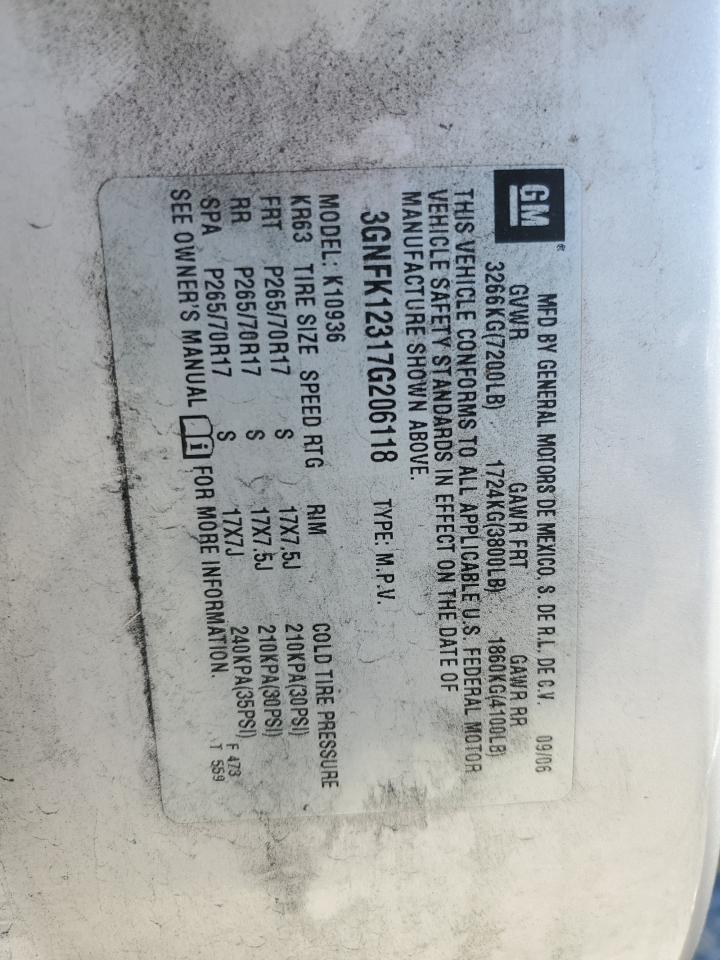 GM ®
MFD BY GENERAL MOTORS DE MEXICO, S. DE R.L. DE C.V. 09/06
GVWR GAWR FRT GAWR RR
3266KG(7200LB) 1724KG(3800LB) 1860KG(4100LB)
THIS VEHICLE CONFORMS TO ALL APPLICABLE U.S. FEDERAL MOTOR
VEHICLE SAFETY STANDARDS IN EFFECT ON THE DATE OF
MANUFACTURE SHOWN ABOVE.
3GNFK12317G206118 TYPE: M.P.V.
MODEL: K10936
KR63 TIRE SIZE SPEED RTG RIM COLD TIRE PRESSURE
FRT P265/70R17 S 17X7.5J 210KPA(30PSI)
RR P265/70R17 S 17X7.5J 210KPA(30PSI)
SPA P265/70R17 S 17X7J 240KPA(35PSI)
SEE OWNER'S MANUAL i FOR MORE INFORMATION.
F 473
T 559